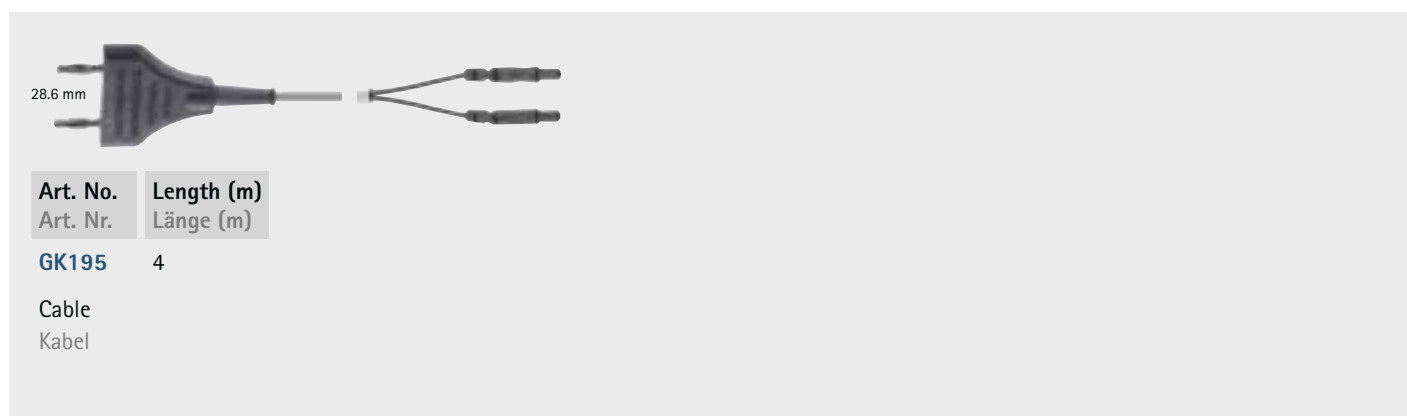 28.6 mm
Art. No. Length (m)
Art. Nr. Länge (m)
GK195 4
Cable
Kabel